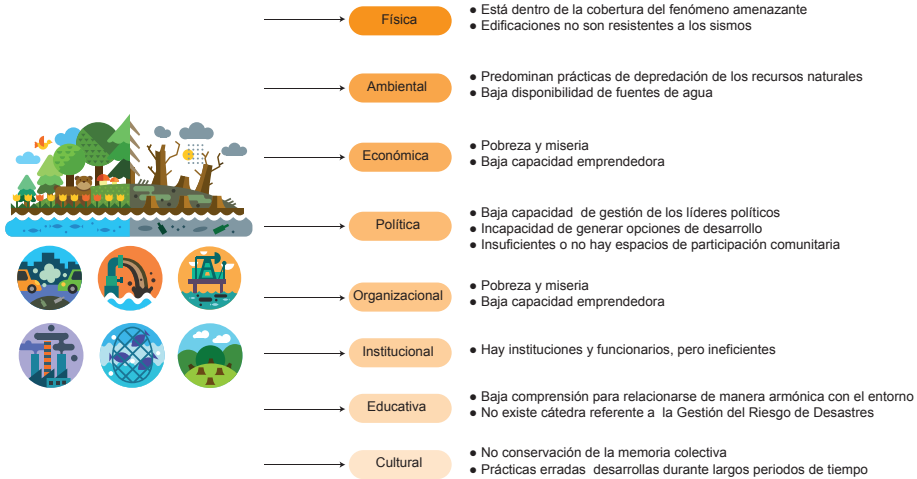 Física
● Está dentro de la cobertura del fenómeno amenazante
● Edificaciones no son resistentes a los sismos
Ambiental
● Predominan prácticas de depredación de los recursos naturales
● Baja disponibilidad de fuentes de agua
Económica
● Pobreza y miseria
● Baja capacidad emprendedora
Política
● Baja capacidad de gestión de los líderes políticos
● Incapacidad de generar opciones de desarrollo
● Insuficientes o no hay espacios de participación comunitaria
Organizacional
● Pobreza y miseria
● Baja capacidad emprendedora
Institucional
● Hay instituciones y funcionarios, pero ineficientes
Educativa
● Baja comprensión para relacionarse de manera armónica con el entorno
● No existe cátedra referente a la Gestión del Riesgo de Desastres
Cultural
● No conservación de la memoria colectiva
● Prácticas erradas desarrollas durante largos periodos de tiempo